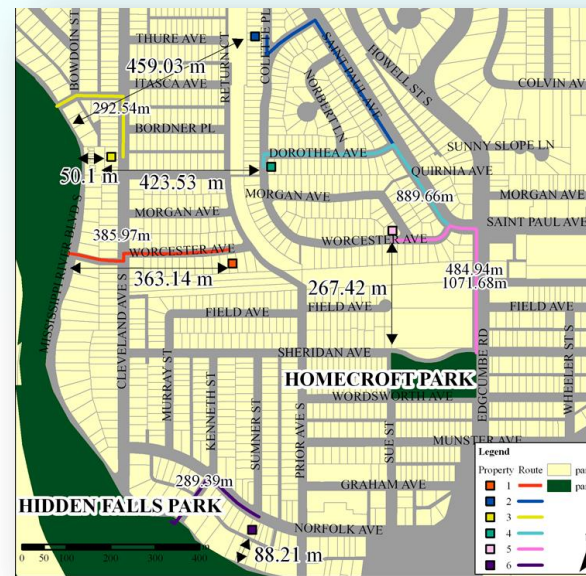 BOWDOIN ST
THURE AVE
RETURN CT
COLLETTE PL
SAINT PAUL AVE
HOWELL ST S
459.03 m
ITASCA AVE
COLVIN AV
292.54m
NORBERT LN
BORDNER PL
SUNNY SLOPE LN
DOROTHEA AVE
50.1 m
423.53 m
QUIRNIA AVE
889.66m
MORGAN AVE
MORGAN AVE
MORGAN AVE
SAINT PAUL AVE
385.97m
WORCESTER AVE
WORCESTER AVE
MISSISSIPPI RIVER BLVD S
363.14 m
267.42 m
484.94m
1071.68m
CLEVELAND AVE S
FIELD AVE
FIELD AVE
FIELD AVE
EDGCUMBE RD
WHEELER ST S
SHERIDAN AVE
MURRAY ST
KENNETH ST
HOMECROFT PARK
WORDSWORTH AVE
SUMNER ST
PRIOR AVE S
SUE ST
MUNSTER AVE
289.39m
GRAHAM AVE
HIDDEN FALLS PARK
NORFOLK AVE
88.21 m
0 50 100 200 300 400
Legend
Property Route
1
2
3
4
5
6
par
par